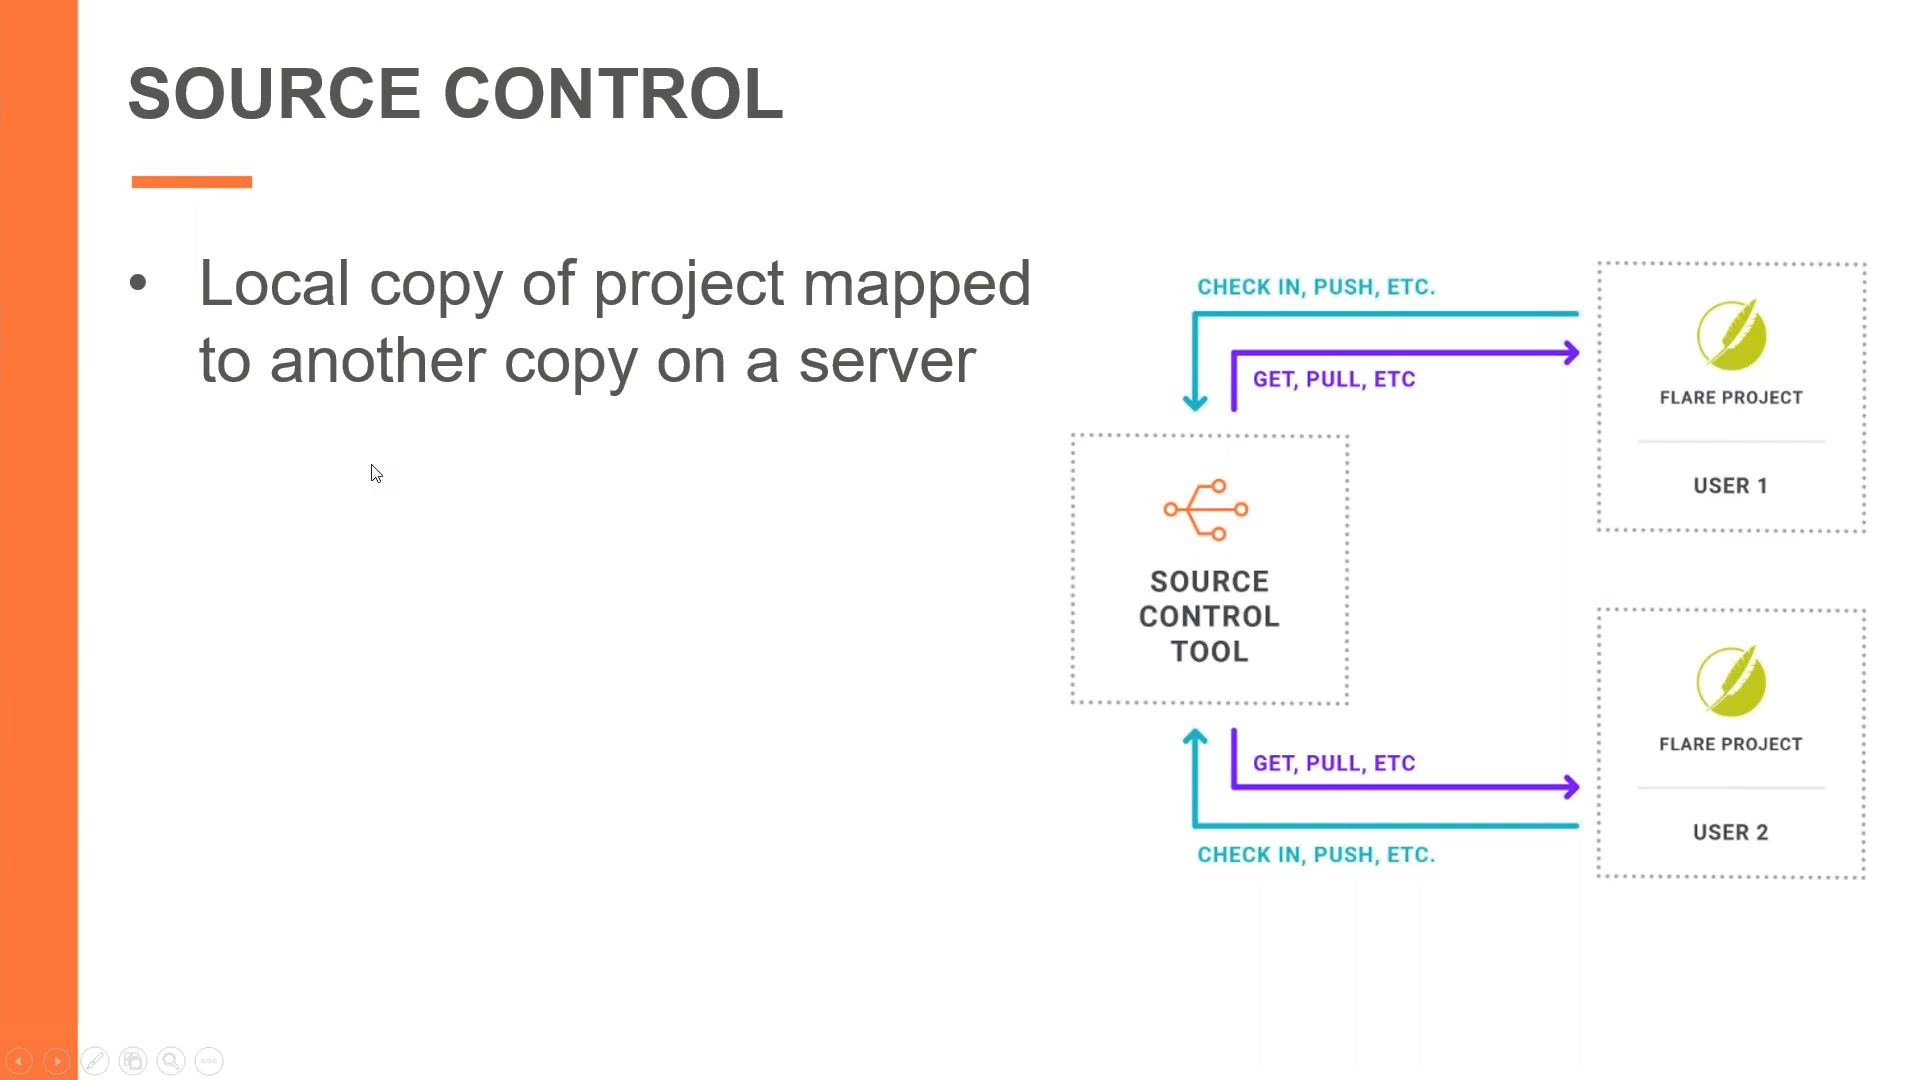 SOURCE CONTROL
• Local copy of project mapped
to another copy on a server
CHECK IN, PUSH, ETC.
GET, PULL, ETC
FLARE PROJECT
USER 1
SOURCE
CONTROL
TOOL
FLARE PROJECT
USER 2
GET, PULL, ETC
CHECK IN, PUSH, ETC.